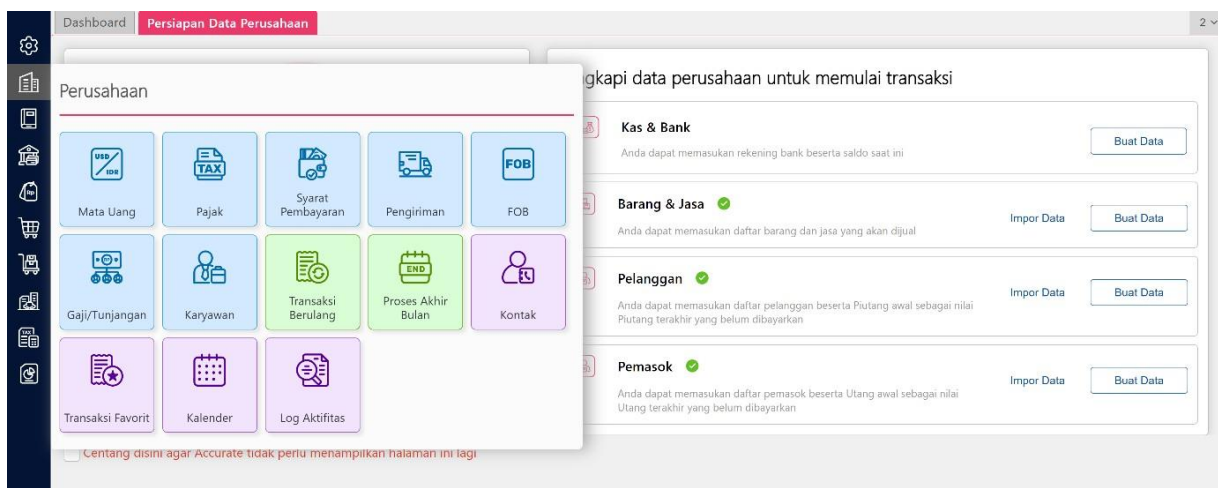 Dashboard
Persiapan Data Perusahaan
2
Perusahaan
USD/IDR
Mata Uang
TAX
Pajak
Syarat
Pembayaran
Pengiriman
FOB
FOB
Gaji/Tunjangan
Karyawan
Transaksi
Berulang
END
Proses Akhir
Bulan
Kontak
Transaksi Favorit
Kalender
Log Aktifitas
gkapi data perusahaan untuk memulai transaksi
Kas & Bank
Anda dapat memasukan rekening bank beserta saldo saat ini
Buat Data
Barang & Jasa
Anda dapat memasukan daftar barang dan jasa yang akan dijual
Impor Data
Buat Data
Pelanggan
Anda dapat memasukan daftar pelanggan beserta Piutang awal sebagai nilai
Piutang terakhir yang belum dibayarkan
Impor Data
Buat Data
Pemasok
Anda dapat memasukan daftar pemasok beserta Utang awal sebagai nilai
Utang terakhir yang belum dibayarkan
Impor Data
Buat Data
Centang disini agar Accurate tidak perlu menampilkan halaman ini lagi